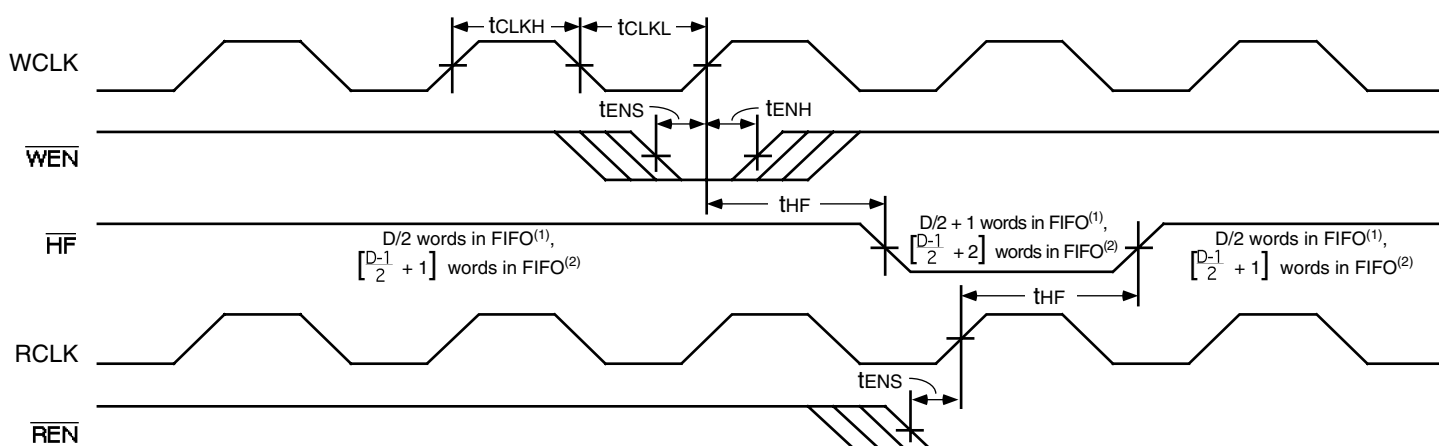 tCLKH
tCLKL
WCLK
tENS
tENH
WEN
tHF
HF
D/2 words in FIFO(1),
[D-1/2 + 1] words in FIFO(2)
D/2 + 1 words in FIFO(1),
[D-1/2 + 2] words in FIFO(2)
D/2 words in FIFO(1),
[D-1/2 + 1] words in FIFO(2)
tHF
RCLK
tENS
REN